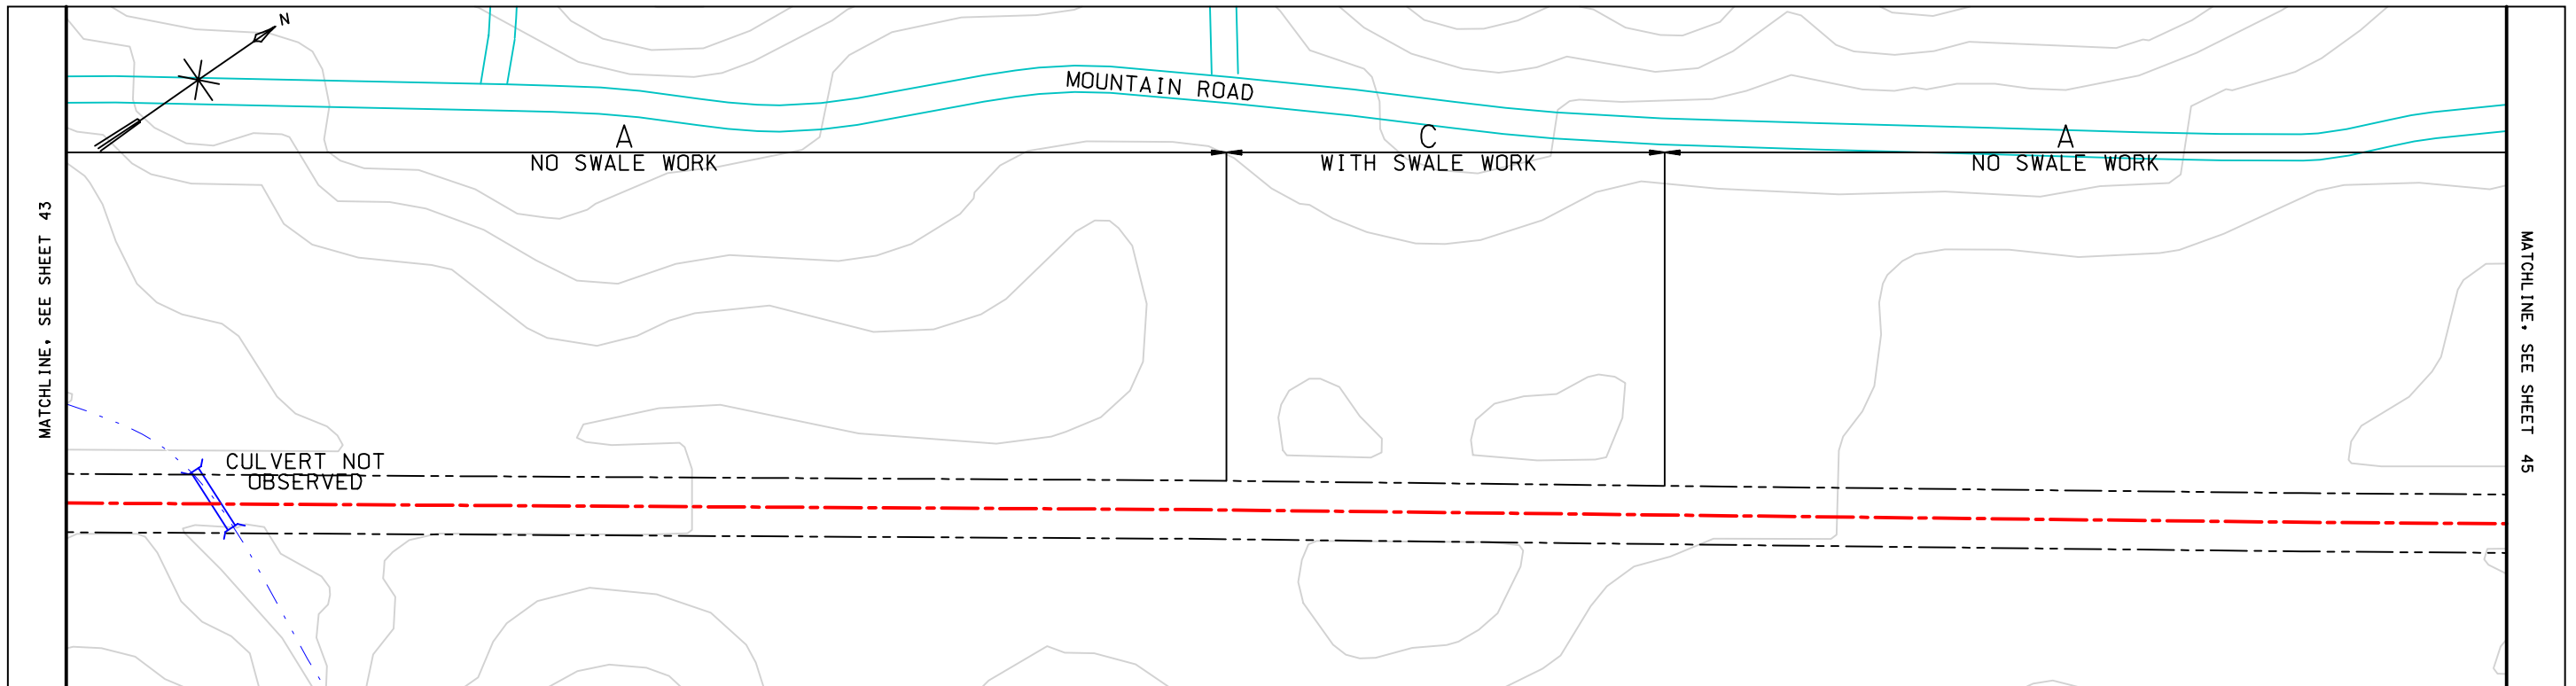 N
MOUNTAIN ROAD
A
NO SWALE WORK
C
WITH SWALE WORK
A
NO SWALE WORK
MATCHLINE, SEE SHEET 43
MATCHLINE, SEE SHEET 45
CULVERT NOT
OBSERVED